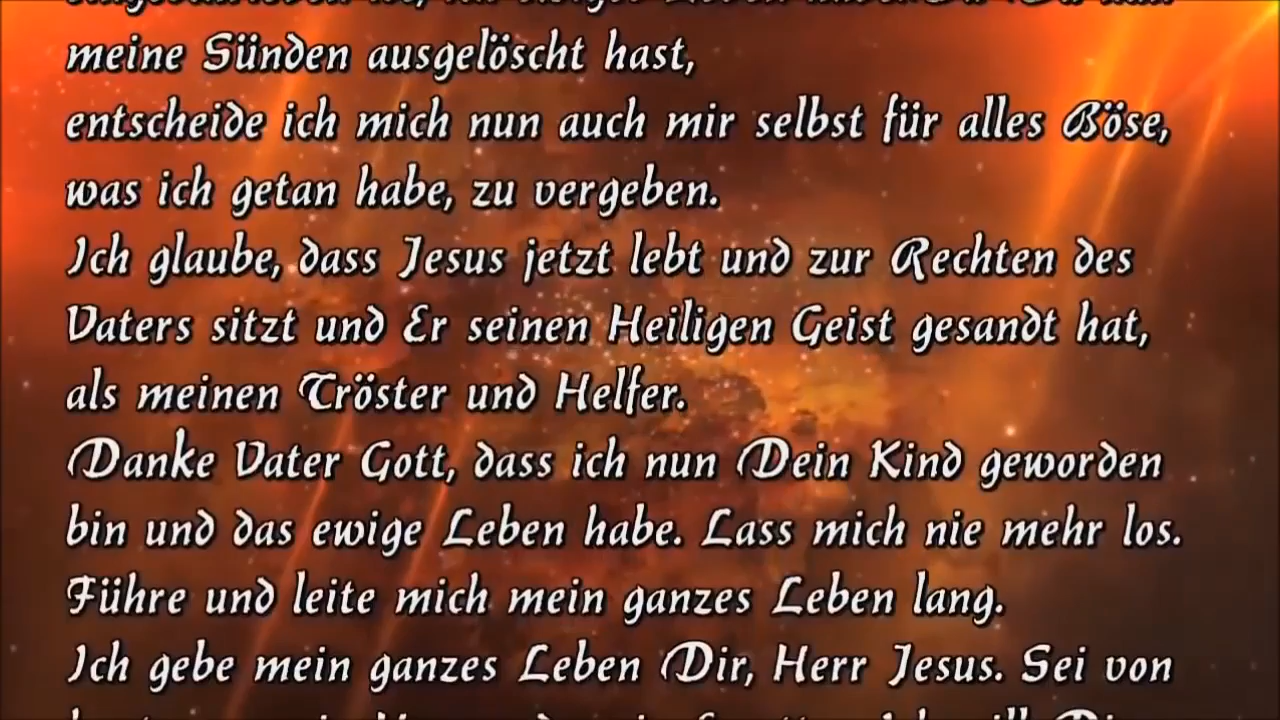 meine Sünden ausgelöscht hast,
entscheide ich mich nun auch mir selbst für alles Böse,
was ich getan habe, zu vergeben.
Ich glaube, dass Jesus jetzt lebt und zur Rechten des
Vaters sitzt und Er seinen Heiligen Geist gesandt hat,
als meinen Tröster und Helfer.
Danke Vater Gott, dass ich nun Dein Kind geworden
bin und das ewige Leben habe. Lass mich nie mehr los.
Führe und leite mich mein ganzes Leben lang.
Ich gebe mein ganzes Leben Dir, Herr Jesus. Sei von